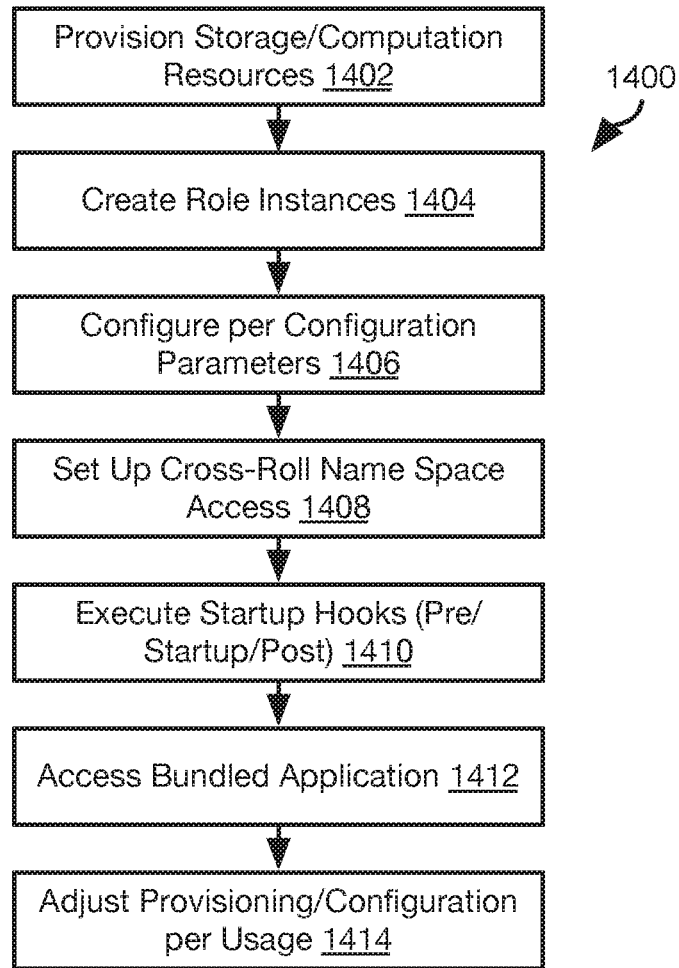 Provision Storage/Computation
Resources 1402
1400
Create Role Instances 1404
Configure per Configuration
Parameters 1406
Set Up Cross-Roll Name Space
Access 1408
Execute Startup Hooks (Pre/
Startup/Post) 1410
Access Bundled Application 1412
Adjust Provisioning/Configuration
per Usage 1414